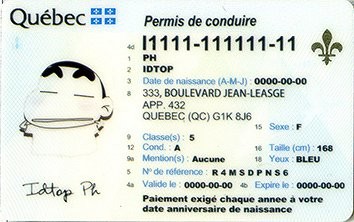 Québec Permis de conduire
4d I1111-111111-11
1 PH
2 IDTOP
3 Date de naissance (A-M-J) : 0000-00-00
8 333, BOULEVARD JEAN-LEASGE
APP. 432
QUEBEC (QC) G1K 8J6
15 Sexe : F
9 Classe(s) : 5
12 Cond. : A 16 Taille (cm) : 168
9a Mention(s) : Aucune 18 Yeux : BLEU
5 N° de référence : R4MSDPNS6
4a Valide le : 0000-00-00 4b Expire le : 0000-00-00
Paiement exigé chaque année à votre
date anniversaire de naissance
Idtop Ph